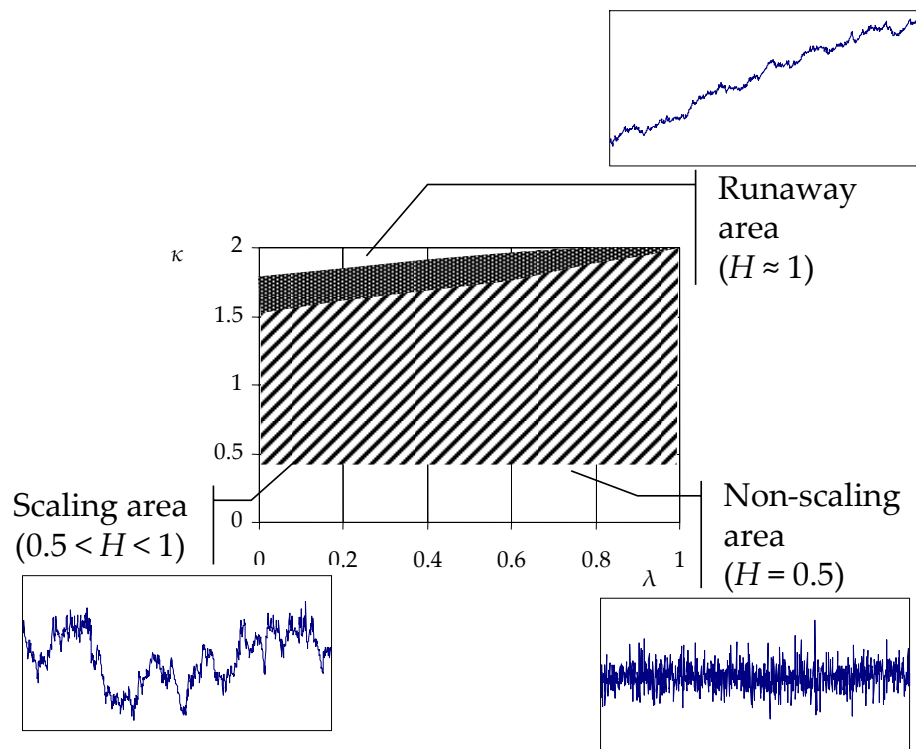 Runaway
area
(H ≈ 1)
κ
2
1.5
1
0.5
0
0 0.2 0.4 0.6 0.8 1
λ
Scaling area
(0.5 < H < 1)
Non-scaling
area
(H = 0.5)